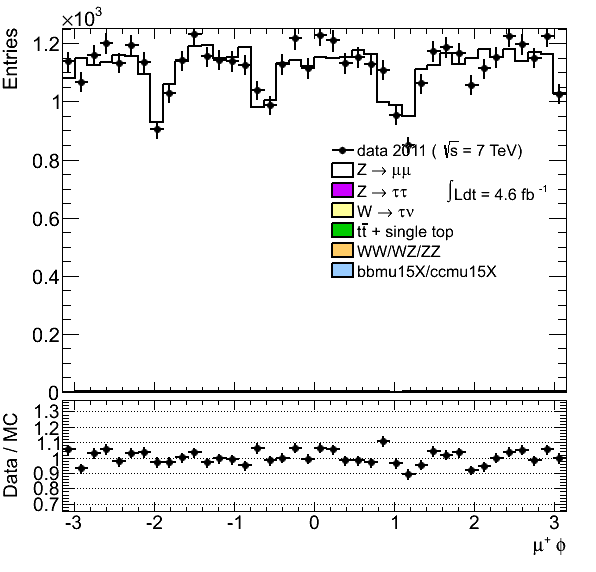 ×10³
Entries
1.2
1
0.8
0.6
0.4
0.2
0
data 2011 ( √s = 7 TeV)
Z → μμ
Z → ττ
∫Ldt = 4.6 fb⁻¹
W → τν
tt̄ + single top
WW/WZ/ZZ
bbmu15X/ccmu15X
Data / MC
1.3
1.2
1.1
1.0
0.9
0.8
0.7
-3 -2 -1 0 1 2 3
μ⁺ ϕ